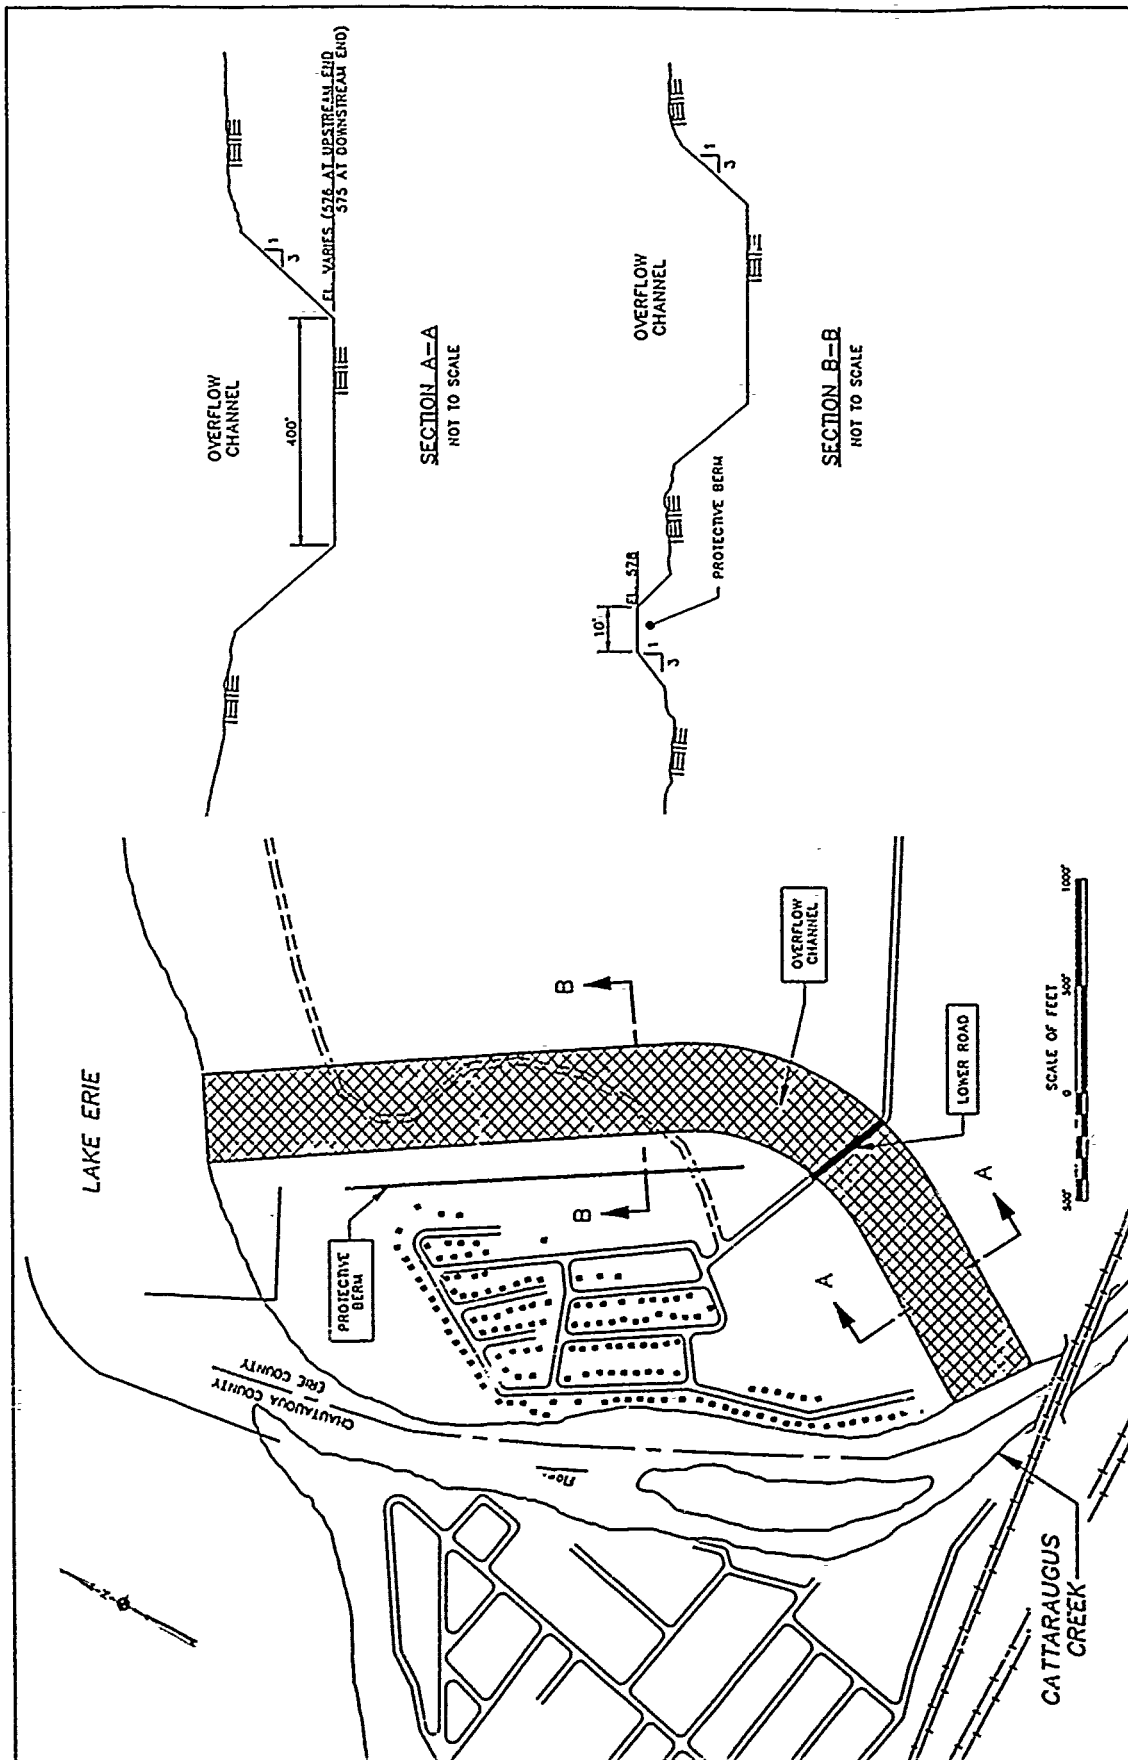 LAKE ERIE
PROTECTIVE
BERM
CHAUTAUQUA COUNTY
ERIE COUNTY
B
B
OVERFLOW
CHANNEL
LOWER ROAD
A
A
CATTARAUGUS
CREEK
SCALE OF FEET
500'
0
500'
1000'
OVERFLOW
CHANNEL
400'
1
3
EL. VARIES (576 AT UPSTREAM END
575 AT DOWNSTREAM END)
SECTION A-A
NOT TO SCALE
OVERFLOW
CHANNEL
10'
EL. 578
1
3
1
3
PROTECTIVE BERM
SECTION B-B
NOT TO SCALE